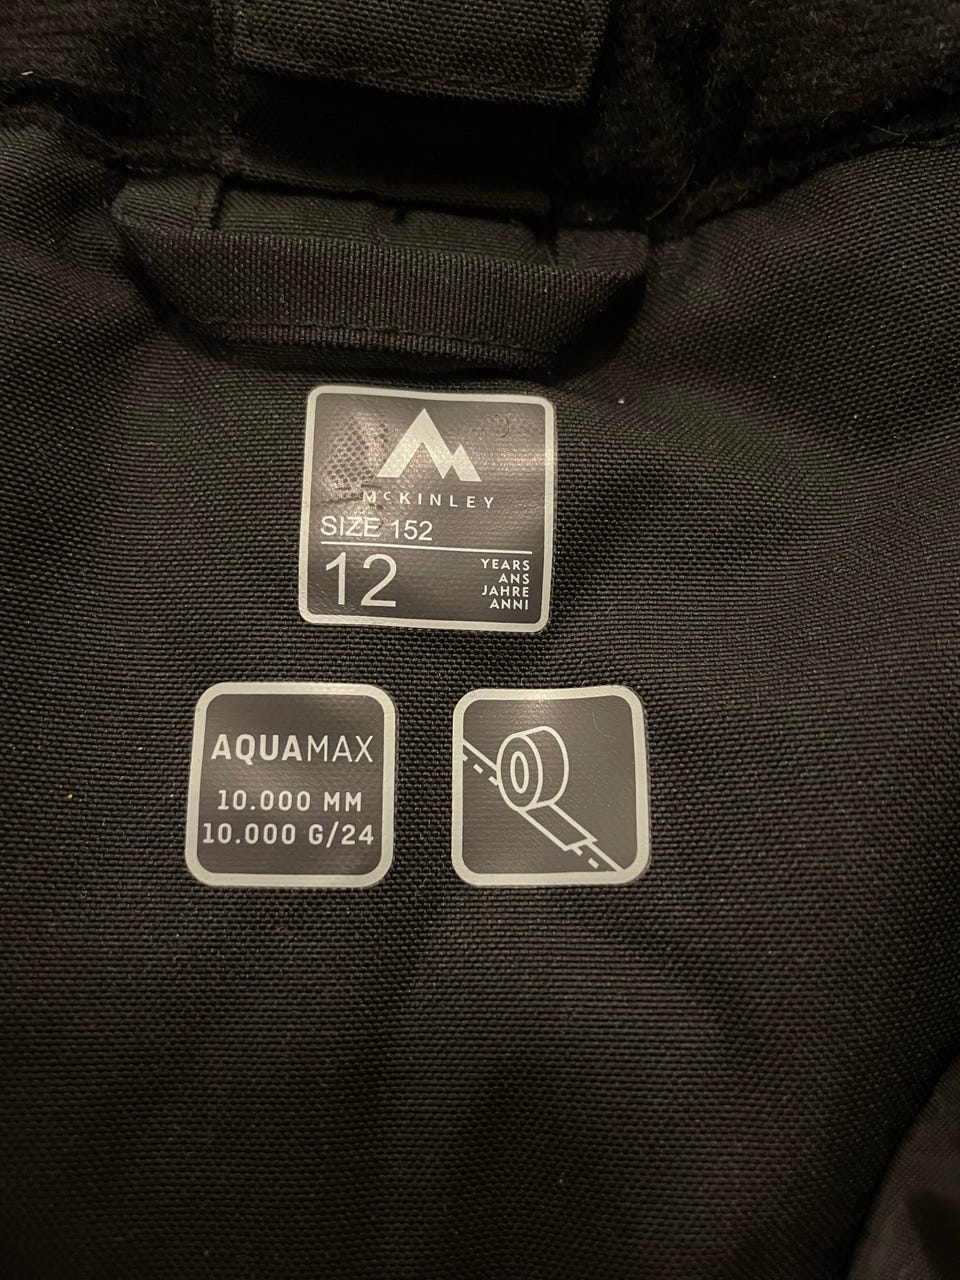 McKINLEY
SIZE 152
12
YEARS
ANS
JAHRE
ANNI
AQUAMAX
10.000 MM
10.000 G/24